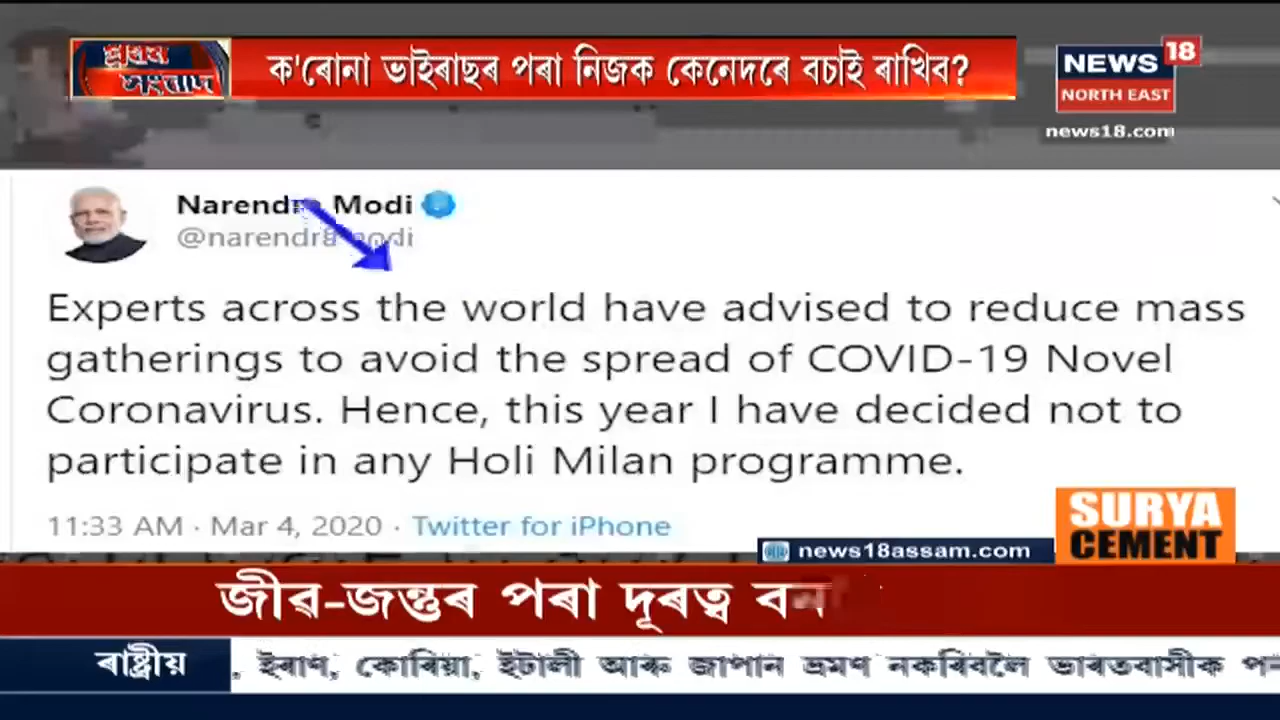 প্ৰথম
সংবাদ
ক'ৰোনা ভাইৰাছৰ পৰা নিজক কেনেদৰে বচাই ৰাখিব?
NEWS 18
NORTH EAST
news18.com
Narendra Modi
@narendramodi
Experts across the world have advised to reduce mass
gatherings to avoid the spread of COVID-19 Novel
Coronavirus. Hence, this year I have decided not to
participate in any Holi Milan programme.
11:33 AM · Mar 4, 2020 · Twitter for iPhone
SURYA
CEMENT
news18assam.com
জীৱ-জন্তুৰ পৰা দূৰত্ব
ৰাষ্ট্ৰীয়
, ইৰাণ, কোৰিয়া, ইটালী আৰু জাপান ভ্ৰমণ নকৰিবলৈ ভাৰতবাসীক